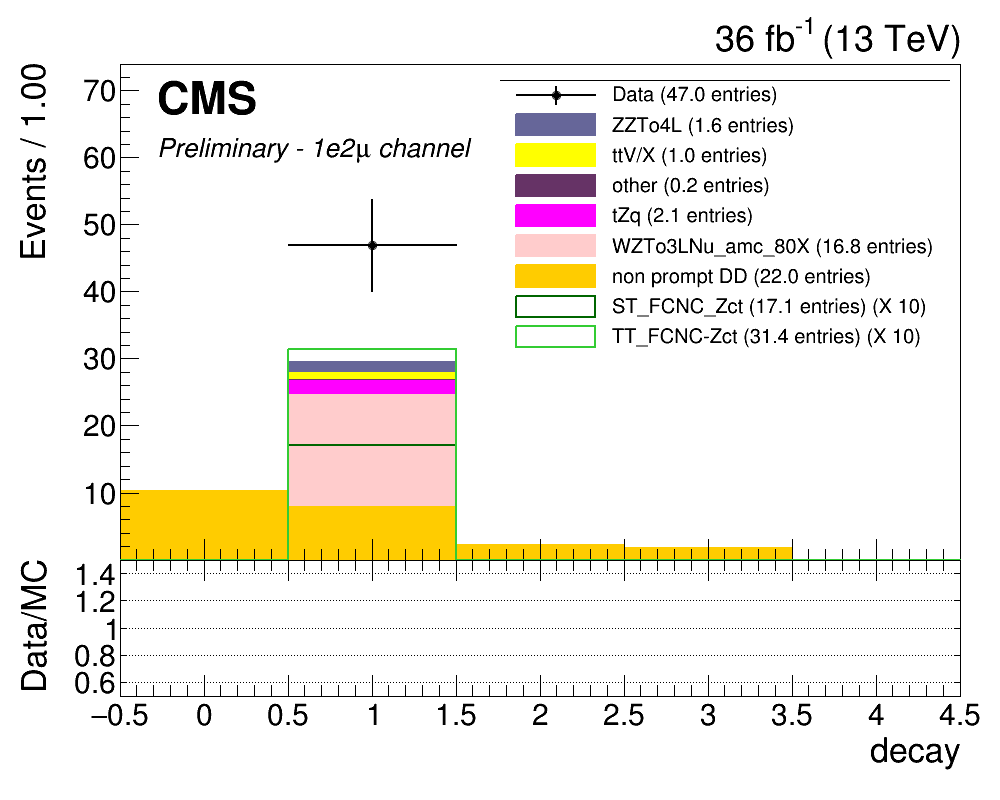 36 fb-1 (13 TeV)
Events / 1.00
CMS
Preliminary - 1e2μ channel
Data (47.0 entries)
ZZTo4L (1.6 entries)
ttV/X (1.0 entries)
other (0.2 entries)
tZq (2.1 entries)
WZTo3LNu_amc_80X (16.8 entries)
non prompt DD (22.0 entries)
ST_FCNC_Zct (17.1 entries) (X 10)
TT_FCNC-Zct (31.4 entries) (X 10)
70
60
50
40
30
20
10
Data/MC
1.4
1.2
1
0.8
0.6
−0.5 0 0.5 1 1.5 2 2.5 3 3.5 4 4.5
decay